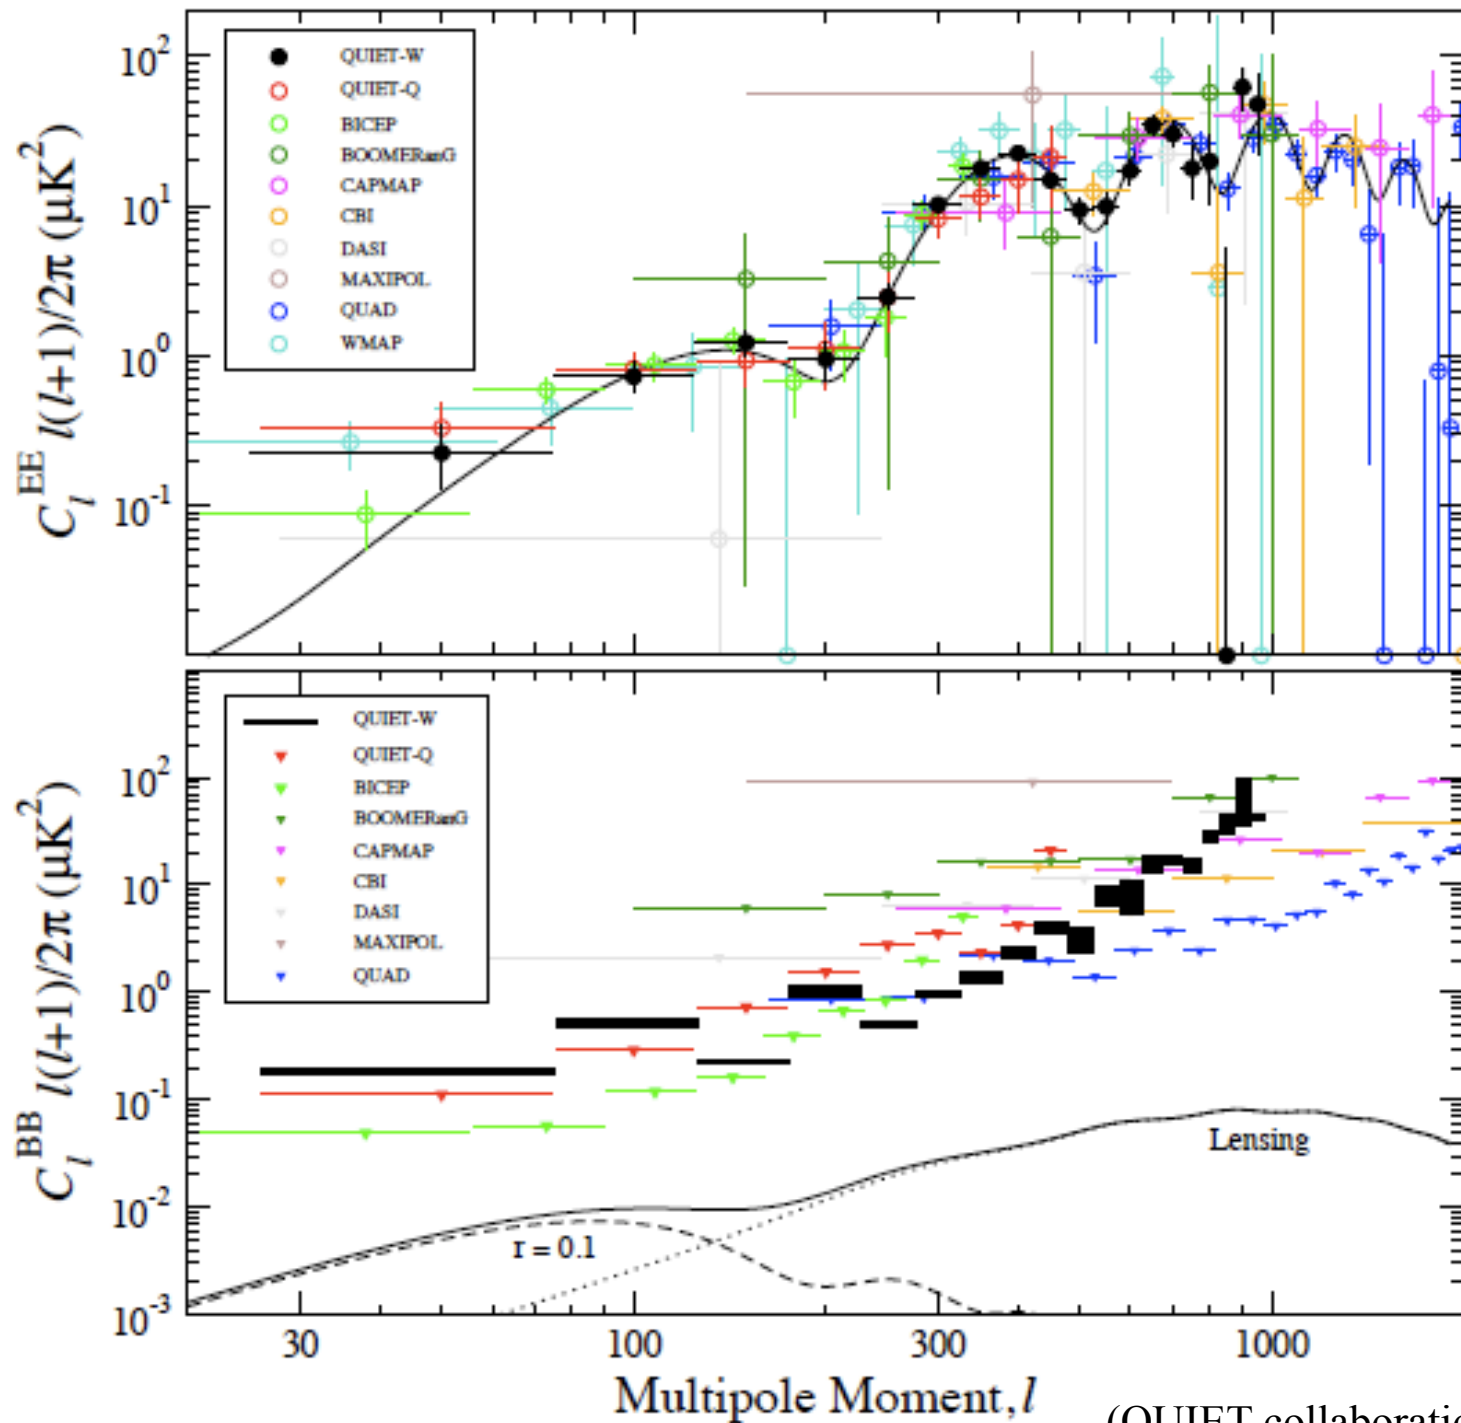 10²
10¹
10⁰
10⁻¹
C_l^EE l(l+1)/2π (μK²)
QUIET-W
QUIET-Q
BICEP
BOOMERanG
CAPMAP
CBI
DASI
MAXIPOL
QUAD
WMAP
10²
10¹
10⁰
10⁻¹
10⁻²
10⁻³
C_l^BB l(l+1)/2π (μK²)
QUIET-W
QUIET-Q
BICEP
BOOMERanG
CAPMAP
CBI
DASI
MAXIPOL
QUAD
Lensing
r = 0.1
30 100 300 1000
Multipole Moment, l
(QUIET